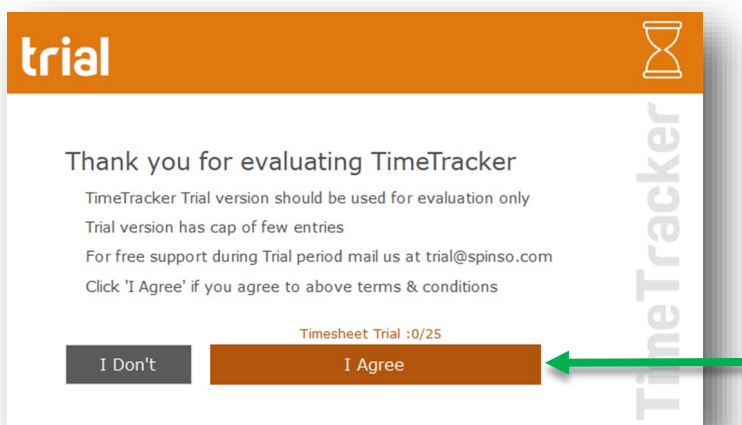 trial
Thank you for evaluating TimeTracker
TimeTracker Trial version should be used for evaluation only
Trial version has cap of few entries
For free support during Trial period mail us at trial@spinso.com
Click 'I Agree' if you agree to above terms & conditions
Timesheet Trial :0/25
I Don't
I Agree
TimeTracker